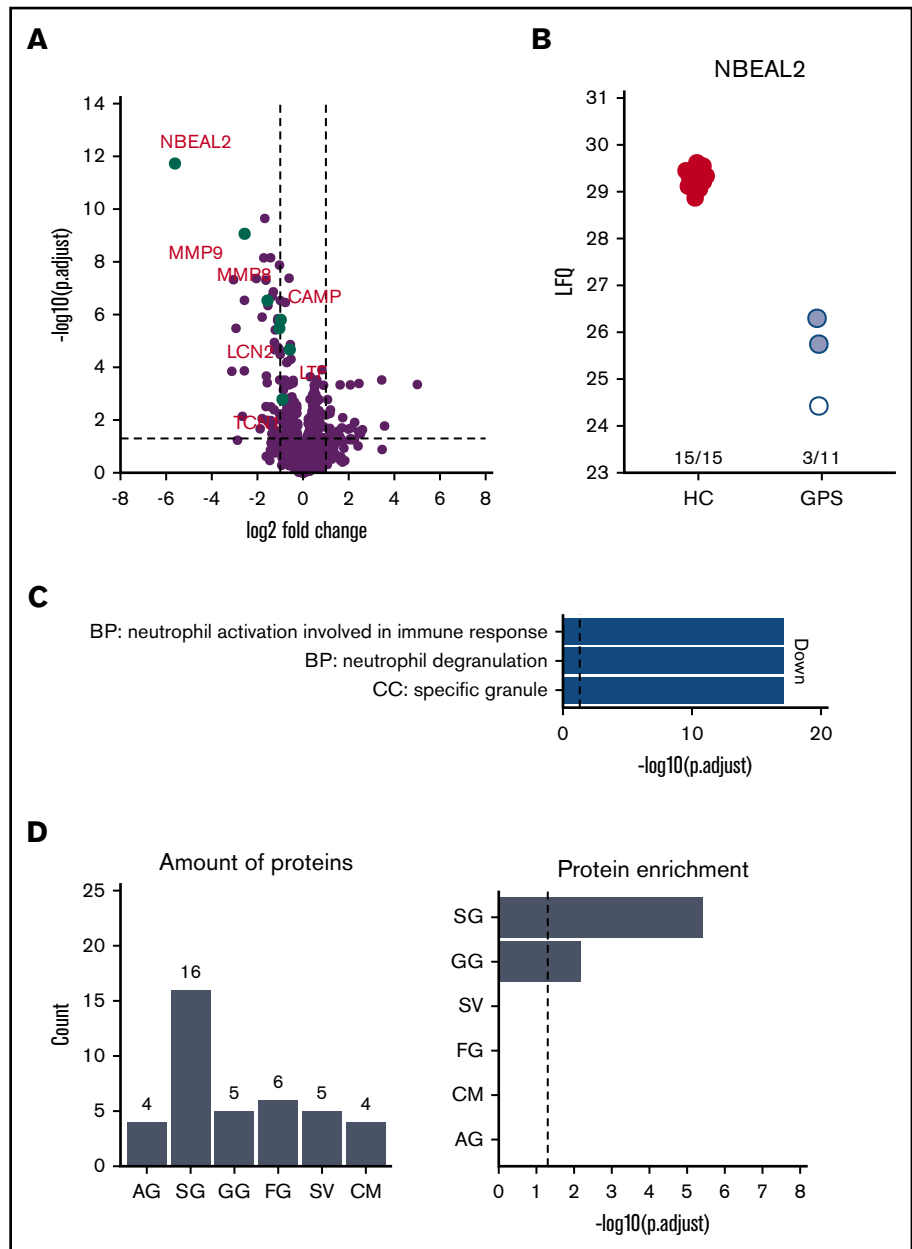 A
NBEAL2
MMP9
MMP8
CAMP
LCN2
LTF
TCN1
14
12
10
8
6
4
2
0
-log10(p.adjust)
-8 -6 -4 -2 0 2 4 6 8
log2 fold change
B
NBEAL2
31
30
29
28
27
26
25
24
23
LFQ
15/15 3/11
HC GPS
C
BP: neutrophil activation involved in immune response
BP: neutrophil degranulation
CC: specific granule
Down
0 10 20
-log10(p.adjust)
D
Amount of proteins
25
20
15
10
5
0
Count
4 16 5 6 5 4
AG SG GG FG SV CM
Protein enrichment
SG
GG
SV
FG
CM
AG
0 1 2 3 4 5 6 7 8
-log10(p.adjust)